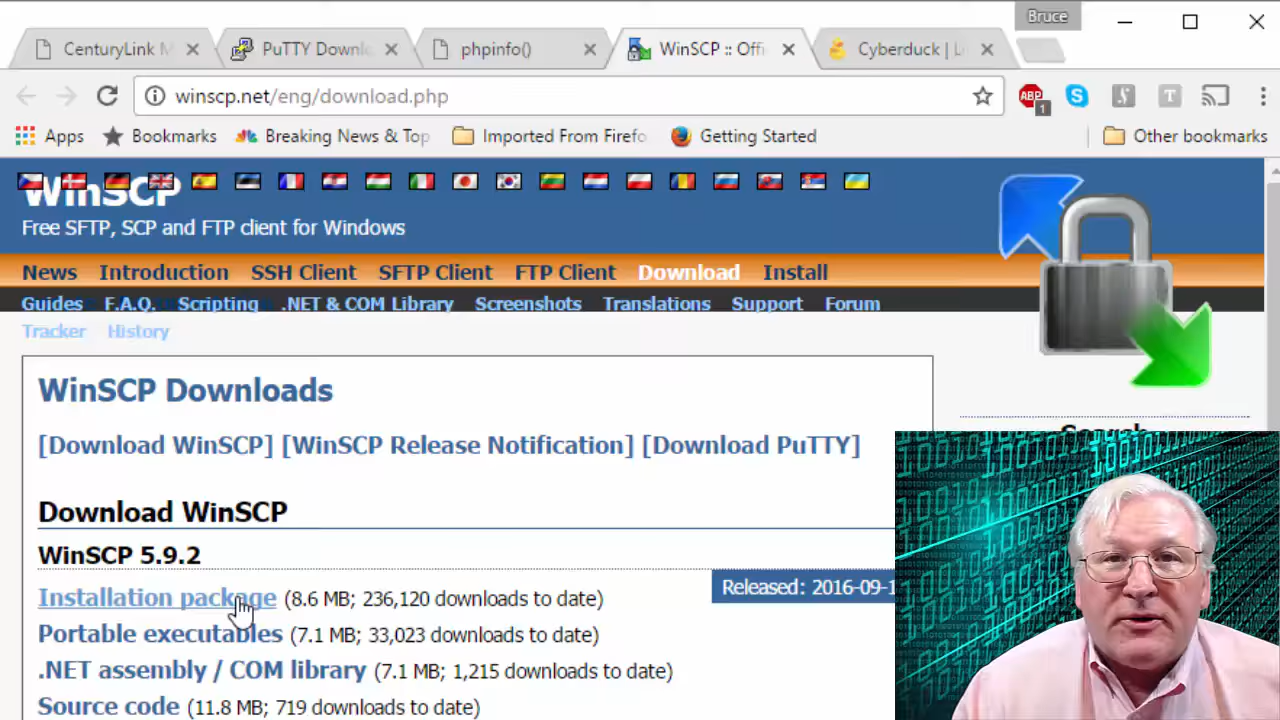 Bruce
CenturyLink M
PuTTY Downlo
phpinfo()
WinSCP :: Offi
Cyberduck | L
winscp.net/eng/download.php
ABP
1
Apps
Bookmarks
Breaking News & Top
Imported From Firefo
Getting Started
Other bookmarks
WinSCP
Free SFTP, SCP and FTP client for Windows
News Introduction SSH Client SFTP Client FTP Client Download Install
Guides F.A.Q. Scripting .NET & COM Library Screenshots Translations Support Forum
Tracker History
WinSCP Downloads
[Download WinSCP] [WinSCP Release Notification] [Download PuTTY]
Search
Download WinSCP
WinSCP 5.9.2
Released: 2016-09-1
Installation package (8.6 MB; 236,120 downloads to date)
Portable executables (7.1 MB; 33,023 downloads to date)
.NET assembly / COM library (7.1 MB; 1,215 downloads to date)
Source code (11.8 MB; 719 downloads to date)